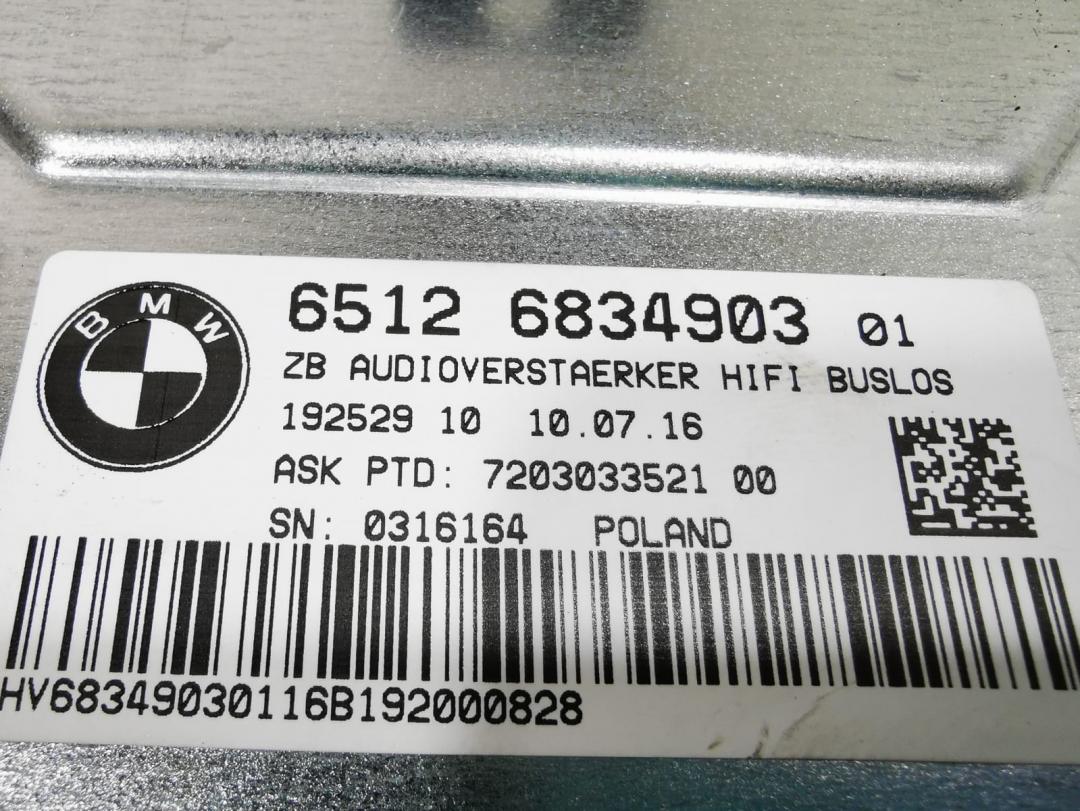 BMW
6512 6834903 01
ZB AUDIOVERSTAERKER HIFI BUSLOS
192529 10 10.07.16
ASK PTD: 7203033521 00
SN: 0316164 POLAND
HV68349030116B192000828